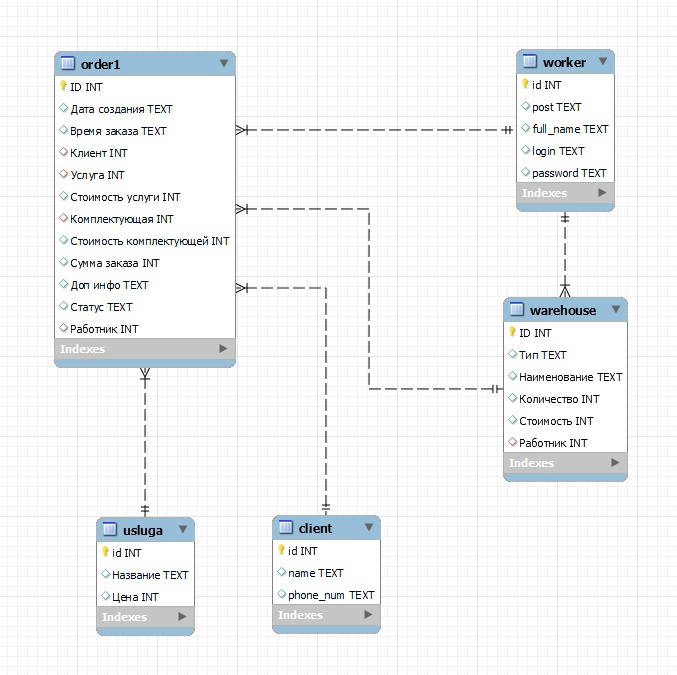 order1
ID INT
Дата создания TEXT
Время заказа TEXT
Клиент INT
Услуга INT
Стоимость услуги INT
Комплектующая INT
Стоимость комплектующей INT
Сумма заказа INT
Доп инфо TEXT
Статус TEXT
Работник INT
Indexes
worker
id INT
post TEXT
full_name TEXT
login TEXT
password TEXT
Indexes
warehouse
ID INT
Тип TEXT
Наименование TEXT
Количество INT
Стоимость INT
Работник INT
Indexes
usluga
id INT
Название TEXT
Цена INT
Indexes
client
id INT
name TEXT
phone_num TEXT
Indexes